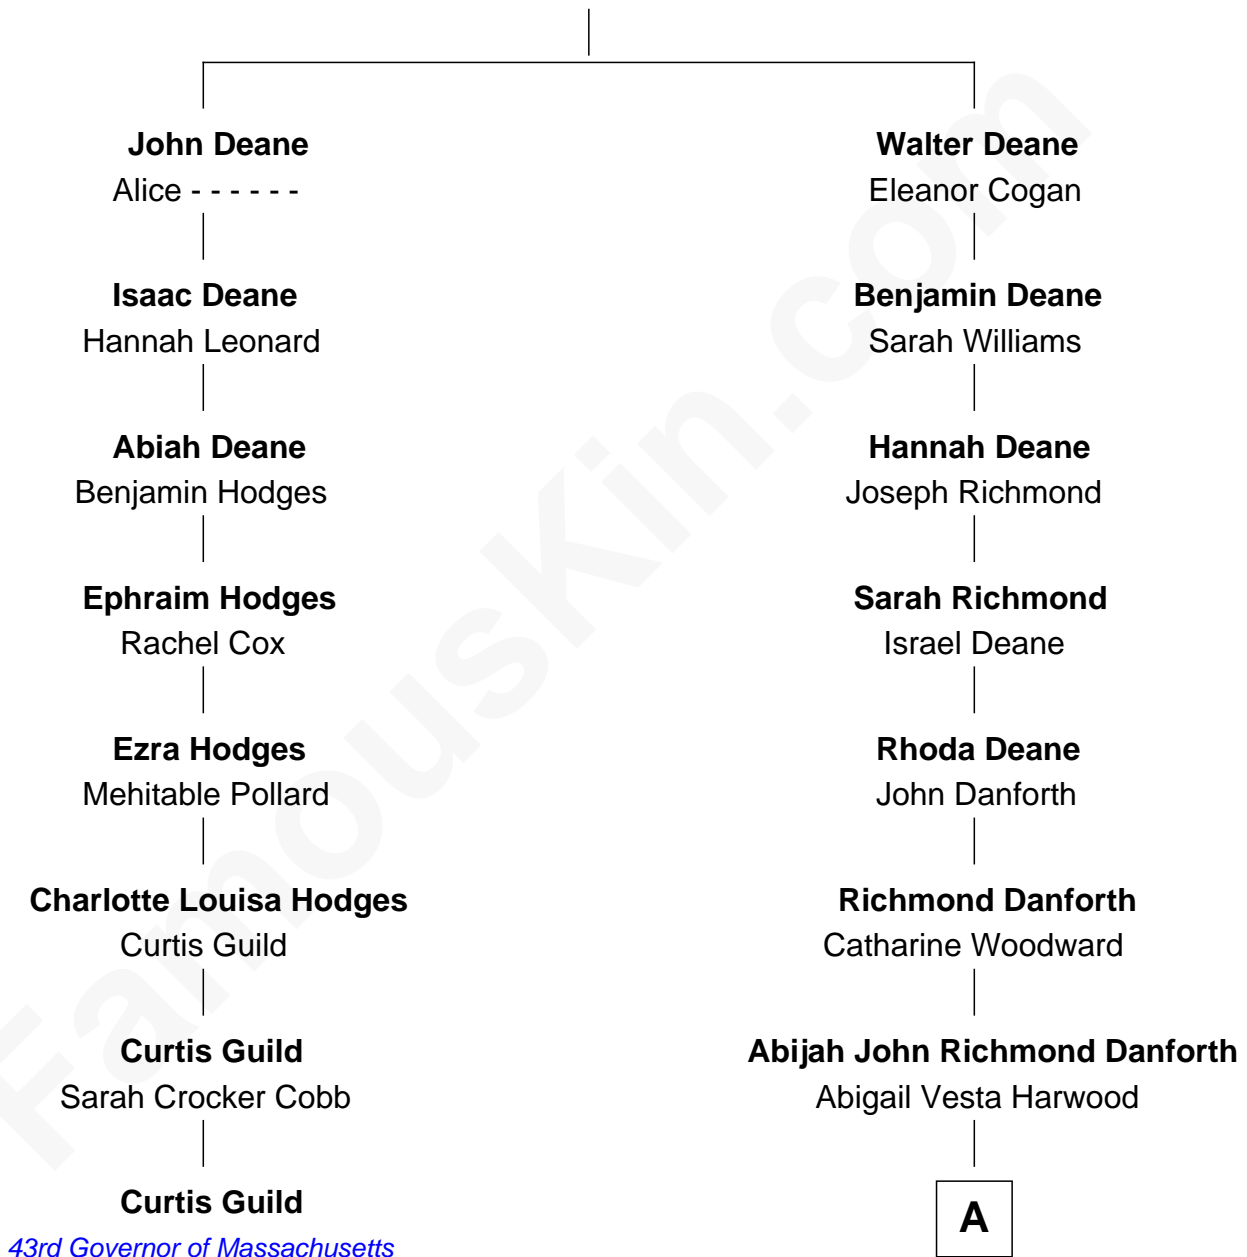 John Deane
Alice - - - - - -
Isaac Deane
Hannah Leonard
Abiah Deane
Benjamin Hodges
Ephraim Hodges
Rachel Cox
Ezra Hodges
Mehitable Pollard
Charlotte Louisa Hodges
Curtis Guild
Curtis Guild
Sarah Crocker Cobb
Curtis Guild
43rd Governor of Massachusetts
Walter Deane
Eleanor Cogan
Benjamin Deane
Sarah Williams
Hannah Deane
Joseph Richmond
Sarah Richmond
Israel Deane
Rhoda Deane
John Danforth
Richmond Danforth
Catharine Woodward
Abijah John Richmond Danforth
Abigail Vesta Harwood
A
FamousKin.com